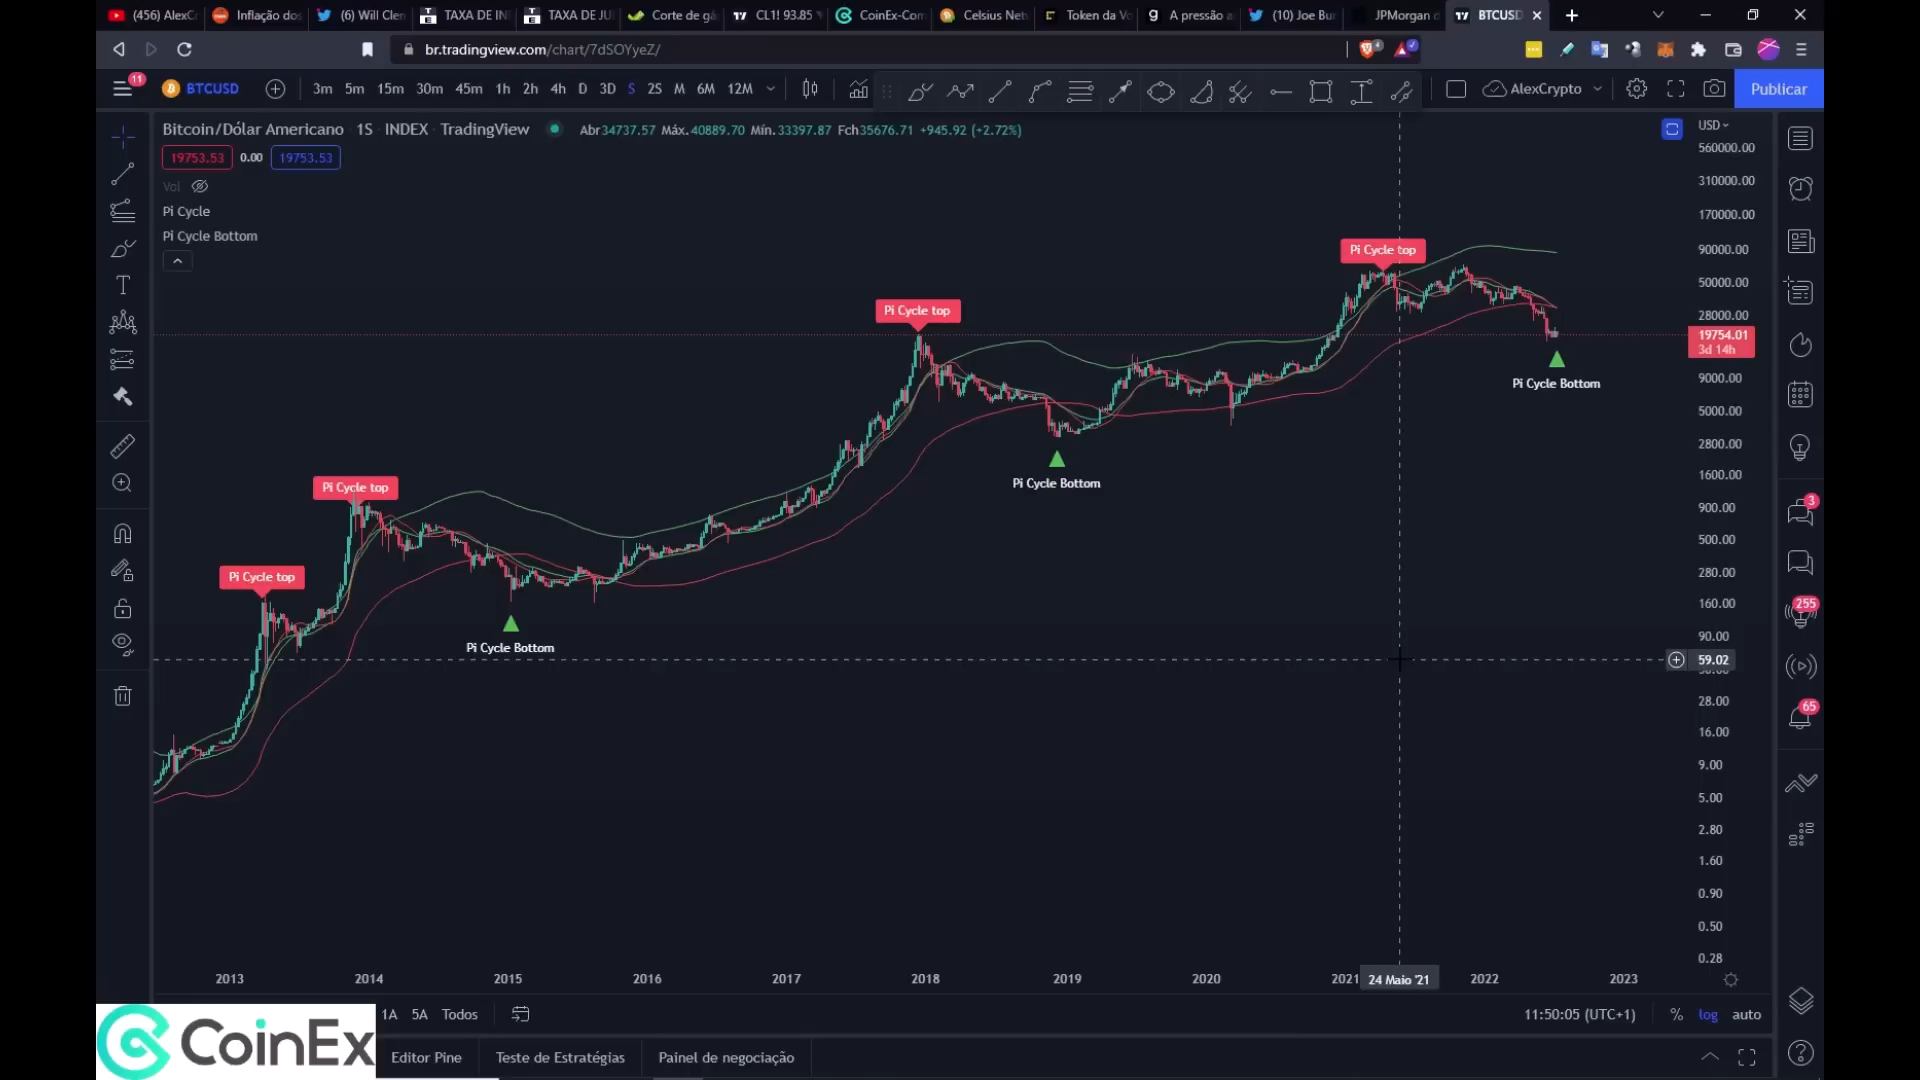 (456) AlexC
Inflação dos
(6) Will Cle
TAXA DE IN
TAXA DE JU
Corte de gá
CL1! 93.85
CoinEx-Com
Celsius Net
Token da V
A pressão a
(10) Joe Bu
JPMorgan
BTCUSD
br.tradingview.com/chart/7dSOYyeZ/
11
BTCUSD
3m 5m 15m 30m 45m 1h 2h 4h D 3D S 2S M 6M 12M
AlexCrypto
Publicar
Bitcoin/Dólar Americano 1S INDEX TradingView
Abr34737.57 Máx.40889.70 Mín.33397.87 Fch35676.71 +945.92 (+2.72%)
19753.53 0.00 19753.53
Vol
Pi Cycle
Pi Cycle Bottom
USD
560000.00
310000.00
170000.00
90000.00
50000.00
28000.00
19754.01
3d 14h
9000.00
5000.00
2800.00
1600.00
900.00
500.00
280.00
160.00
90.00
59.02
28.00
16.00
9.00
5.00
2.80
1.60
0.90
0.50
0.28
Pi Cycle top
Pi Cycle top
Pi Cycle Bottom
Pi Cycle top
Pi Cycle Bottom
Pi Cycle top
Pi Cycle Bottom
3
255
65
2013 2014 2015 2016 2017 2018 2019 2020 2021 24 Maio '21 2022 2023
1A 5A Todos
11:50:05 (UTC+1) % log auto
CoinEx
Editor Pine Teste de Estratégias Painel de negociação